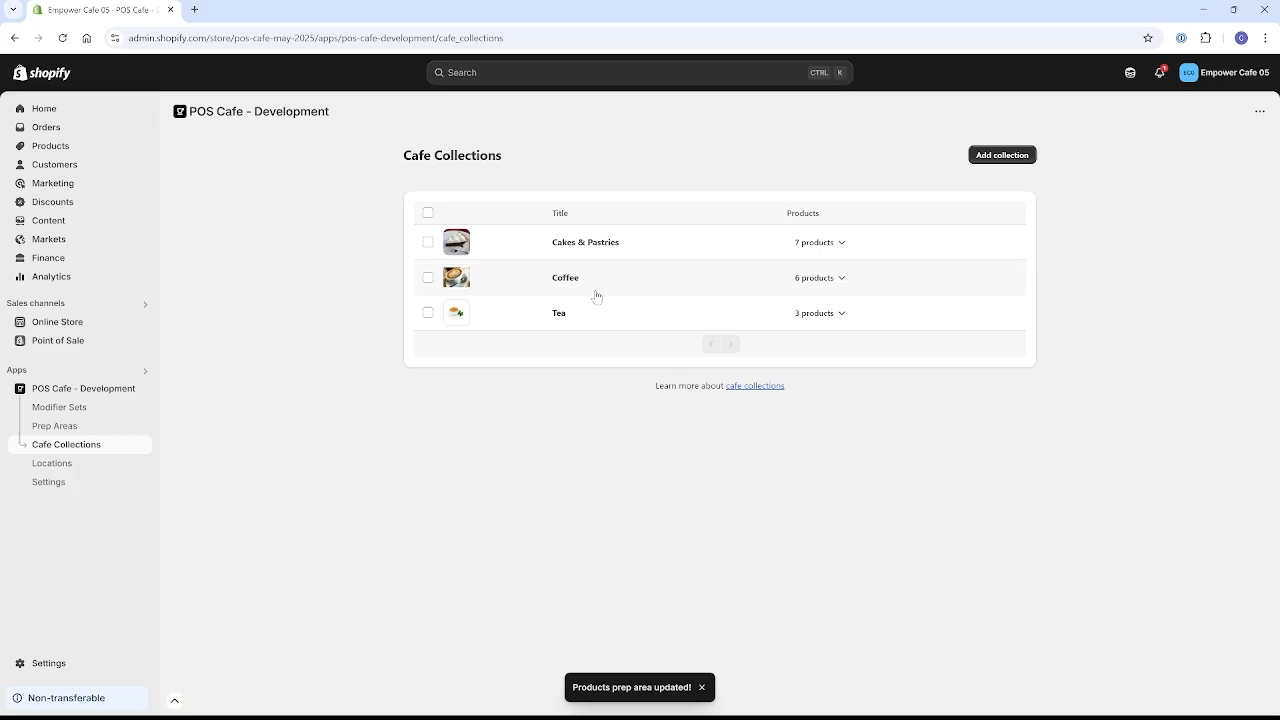 Empower Cafe 05 - POS Cafe -
admin.shopify.com/store/pos-cafe-may-2025/apps/pos-cafe-development/cafe_collections
shopify
Search
CTRL K
1
ECO
Empower Cafe 05
Home
Orders
Products
Customers
Marketing
Discounts
Content
Markets
Finance
Analytics
Sales channels
Online Store
Point of Sale
Apps
POS Cafe - Development
Modifier Sets
Prep Areas
Cafe Collections
Locations
Settings
Settings
Non-transferable
POS Cafe - Development
Cafe Collections
Add collection
Title Products
Cakes & Pastries 7 products
Coffee 6 products
Tea 3 products
Learn more about cafe collections
Products prep area updated!